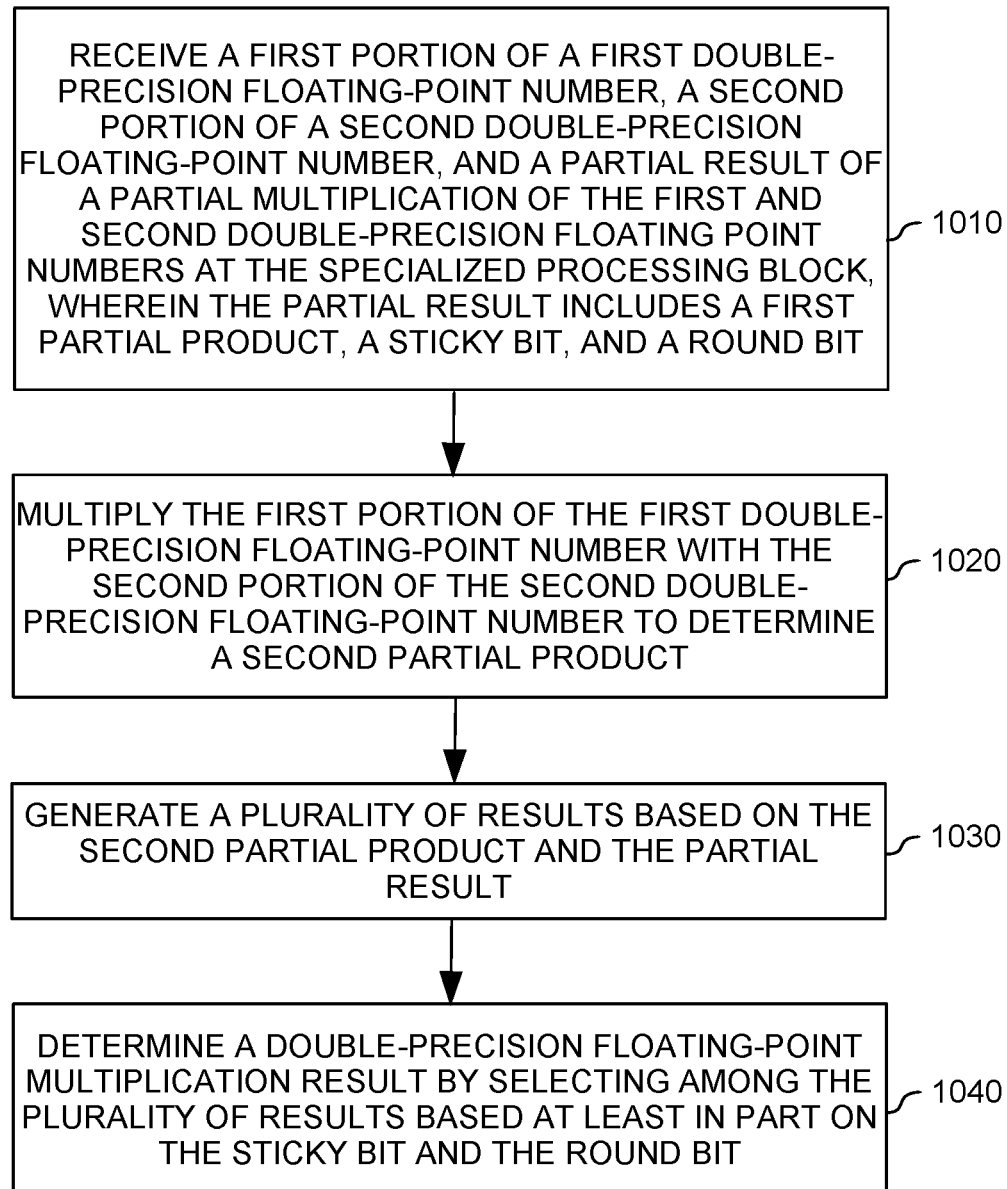 RECEIVE A FIRST PORTION OF A FIRST DOUBLE-
PRECISION FLOATING-POINT NUMBER, A SECOND
PORTION OF A SECOND DOUBLE-PRECISION
FLOATING-POINT NUMBER, AND A PARTIAL RESULT OF
A PARTIAL MULTIPLICATION OF THE FIRST AND
SECOND DOUBLE-PRECISION FLOATING POINT
NUMBERS AT THE SPECIALIZED PROCESSING BLOCK,
WHEREIN THE PARTIAL RESULT INCLUDES A FIRST
PARTIAL PRODUCT, A STICKY BIT, AND A ROUND BIT
1010
MULTIPLY THE FIRST PORTION OF THE FIRST DOUBLE-
PRECISION FLOATING-POINT NUMBER WITH THE
SECOND PORTION OF THE SECOND DOUBLE-
PRECISION FLOATING-POINT NUMBER TO DETERMINE
A SECOND PARTIAL PRODUCT
1020
GENERATE A PLURALITY OF RESULTS BASED ON THE
SECOND PARTIAL PRODUCT AND THE PARTIAL
RESULT
1030
DETERMINE A DOUBLE-PRECISION FLOATING-POINT
MULTIPLICATION RESULT BY SELECTING AMONG THE
PLURALITY OF RESULTS BASED AT LEAST IN PART ON
THE STICKY BIT AND THE ROUND BIT
1040